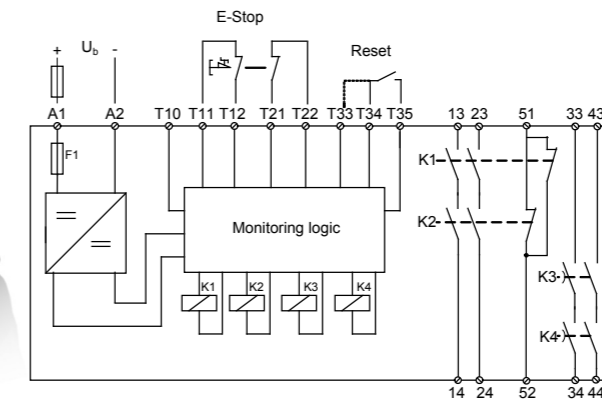 E-Stop
+ Ub -
Reset
A1 A2 T10 T11 T12 T21 T22 T33 T34 T35 13 23 51 33 43
F1
K1
K2
Monitoring logic
K1 K2 K3 K4
K3
K4
14 24 52 34 44